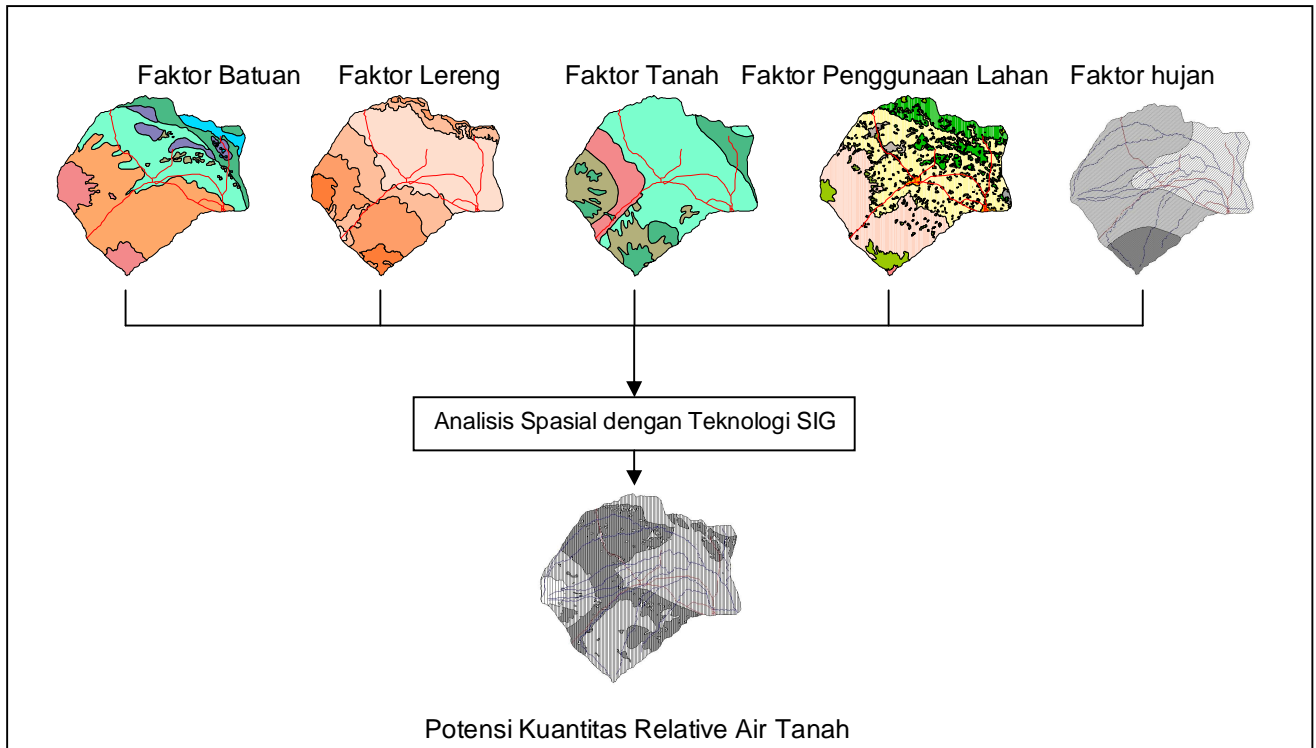 Faktor Batuan
Faktor Lereng
Faktor Tanah
Faktor Penggunaan Lahan
Faktor hujan
Analisis Spasial dengan Teknologi SIG
Potensi Kuantitas Relative Air Tanah